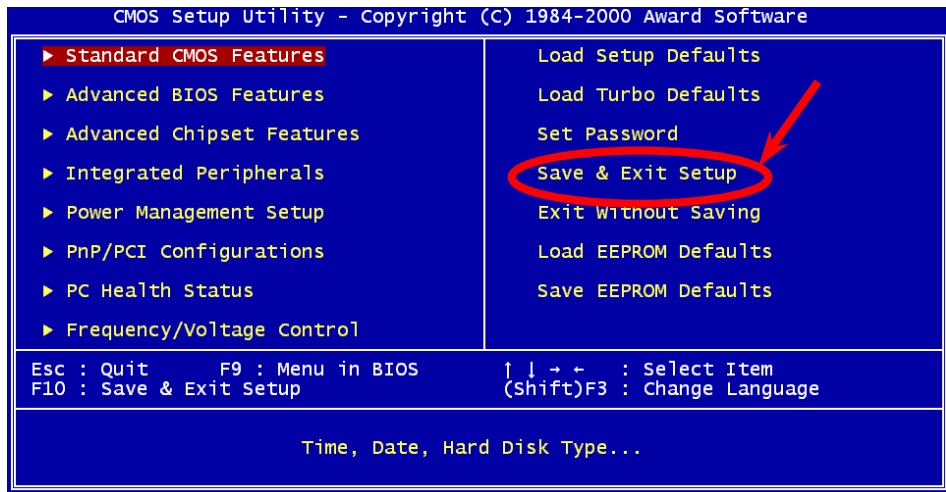 CMOS Setup Utility - Copyright (C) 1984-2000 Award Software
▶ Standard CMOS Features
▶ Advanced BIOS Features
▶ Advanced Chipset Features
▶ Integrated Peripherals
▶ Power Management Setup
▶ PnP/PCI Configurations
▶ PC Health Status
▶ Frequency/Voltage Control
Load Setup Defaults
Load Turbo Defaults
Set Password
Save & Exit Setup
Exit Without Saving
Load EEPROM Defaults
Save EEPROM Defaults
Esc : Quit F9 : Menu in BIOS
F10 : Save & Exit Setup
↑ ↓ → ← : Select Item
(Shift)F3 : Change Language
Time, Date, Hard Disk Type...